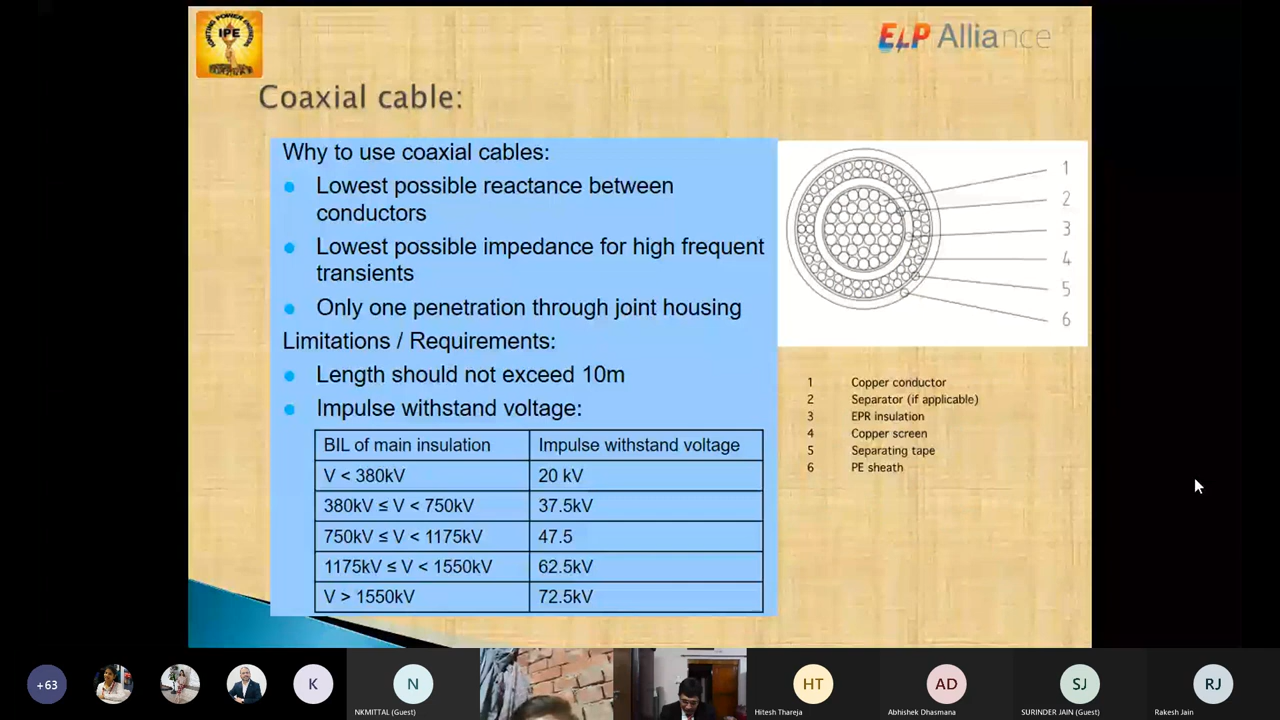 IPE
ELP Alliance
Coaxial cable:
Why to use coaxial cables:
Lowest possible reactance between
conductors
Lowest possible impedance for high frequent
transients
Only one penetration through joint housing
Limitations / Requirements:
Length should not exceed 10m
Impulse withstand voltage:
BIL of main insulation Impulse withstand voltage
V < 380kV 20 kV
380kV ≤ V < 750kV 37.5kV
750kV ≤ V < 1175kV 47.5
1175kV ≤ V < 1550kV 62.5kV
V > 1550kV 72.5kV
1
2
3
4
5
6
1 Copper conductor
2 Separator (if applicable)
3 EPR insulation
4 Copper screen
5 Separating tape
6 PE sheath
+63
K
N
NKMITTAL (Guest)
HT
Hitesh Thareja
AD
Abhishek Dhasmana
SJ
SURINDER JAIN (Guest)
RJ
Rakesh Jain